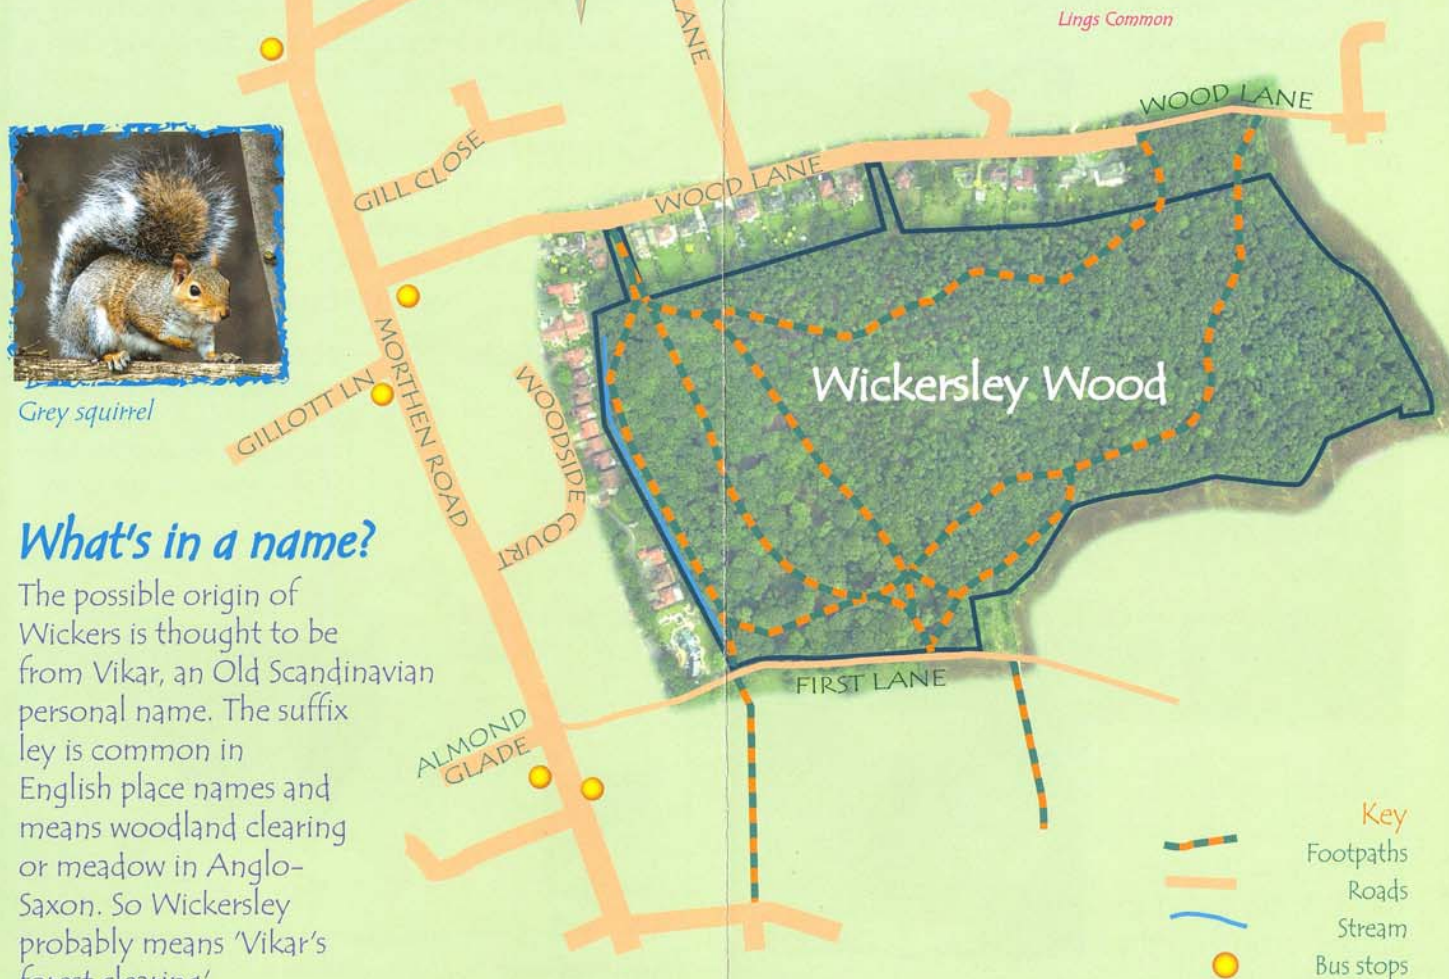 Lings Common
LANE
WOOD LANE
GILL CLOSE
WOOD LANE
Grey squirrel
GILLOTT LN
MORTHEN ROAD
WOODSIDE
COURT
Wickersley Wood
What's in a name?
The possible origin of
Wickers is thought to be
from Vikar, an Old Scandinavian
personal name. The suffix
ley is common in
English place names and
means woodland clearing
or meadow in Anglo-
Saxon. So Wickersley
probably means 'Vikar's
forest clearing'
FIRST LANE
ALMOND
GLADE
Key
Footpaths
Roads
Stream
Bus stops